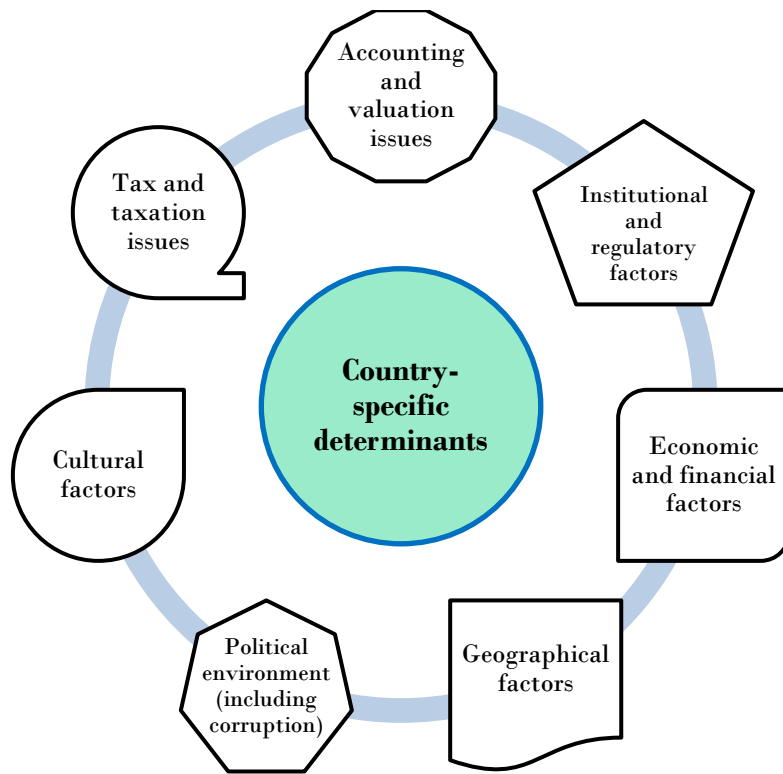 Accounting
and
valuation
issues
Institutional
and
regulatory
factors
Economic
and financial
factors
Geographical
factors
Political
environment
(including
corruption)
Cultural
factors
Tax and
taxation
issues
Country-
specific
determinants